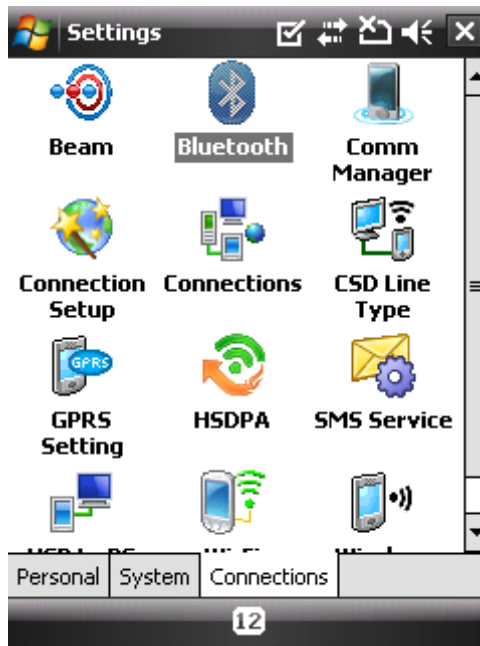 Settings
Beam Bluetooth Comm
Manager
Connection Connections CSD Line
Setup Type
GPRS
GPRS HSDPA SMS Service
Setting
Personal System Connections
12